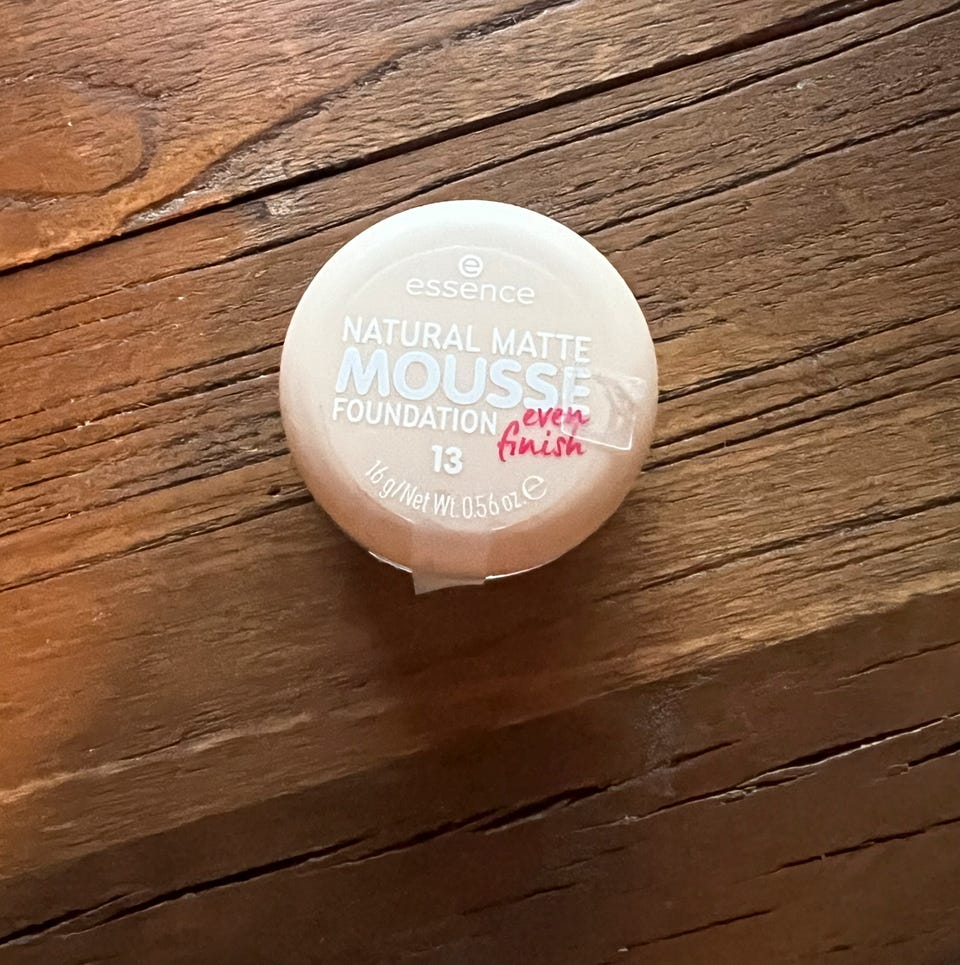 e
essence
NATURAL MATTE
MOUSSE
FOUNDATION even
finish
13
16 g/Net Wt. 0.56 oz ℮